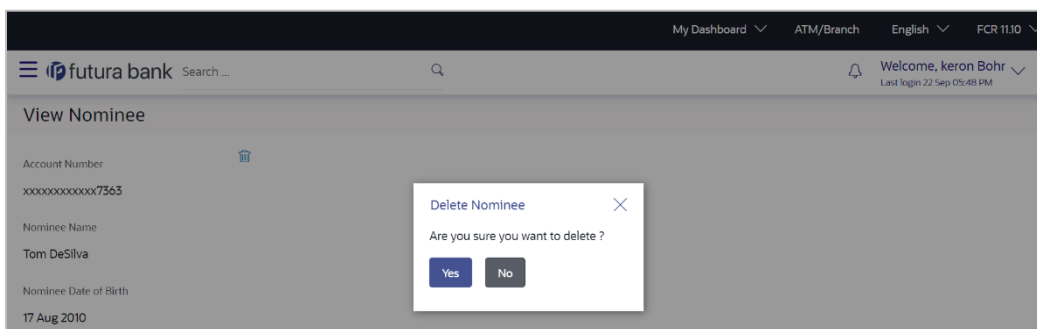 My Dashboard ATM/Branch English FCR 11.10
futura bank Search ... Welcome, keron Bohr
Last login 22 Sep 05:48 PM
View Nominee
Account Number
xxxxxxxxxxxx7363
Nominee Name
Tom DeSilva
Nominee Date of Birth
17 Aug 2010
Delete Nominee
Are you sure you want to delete ?
Yes No